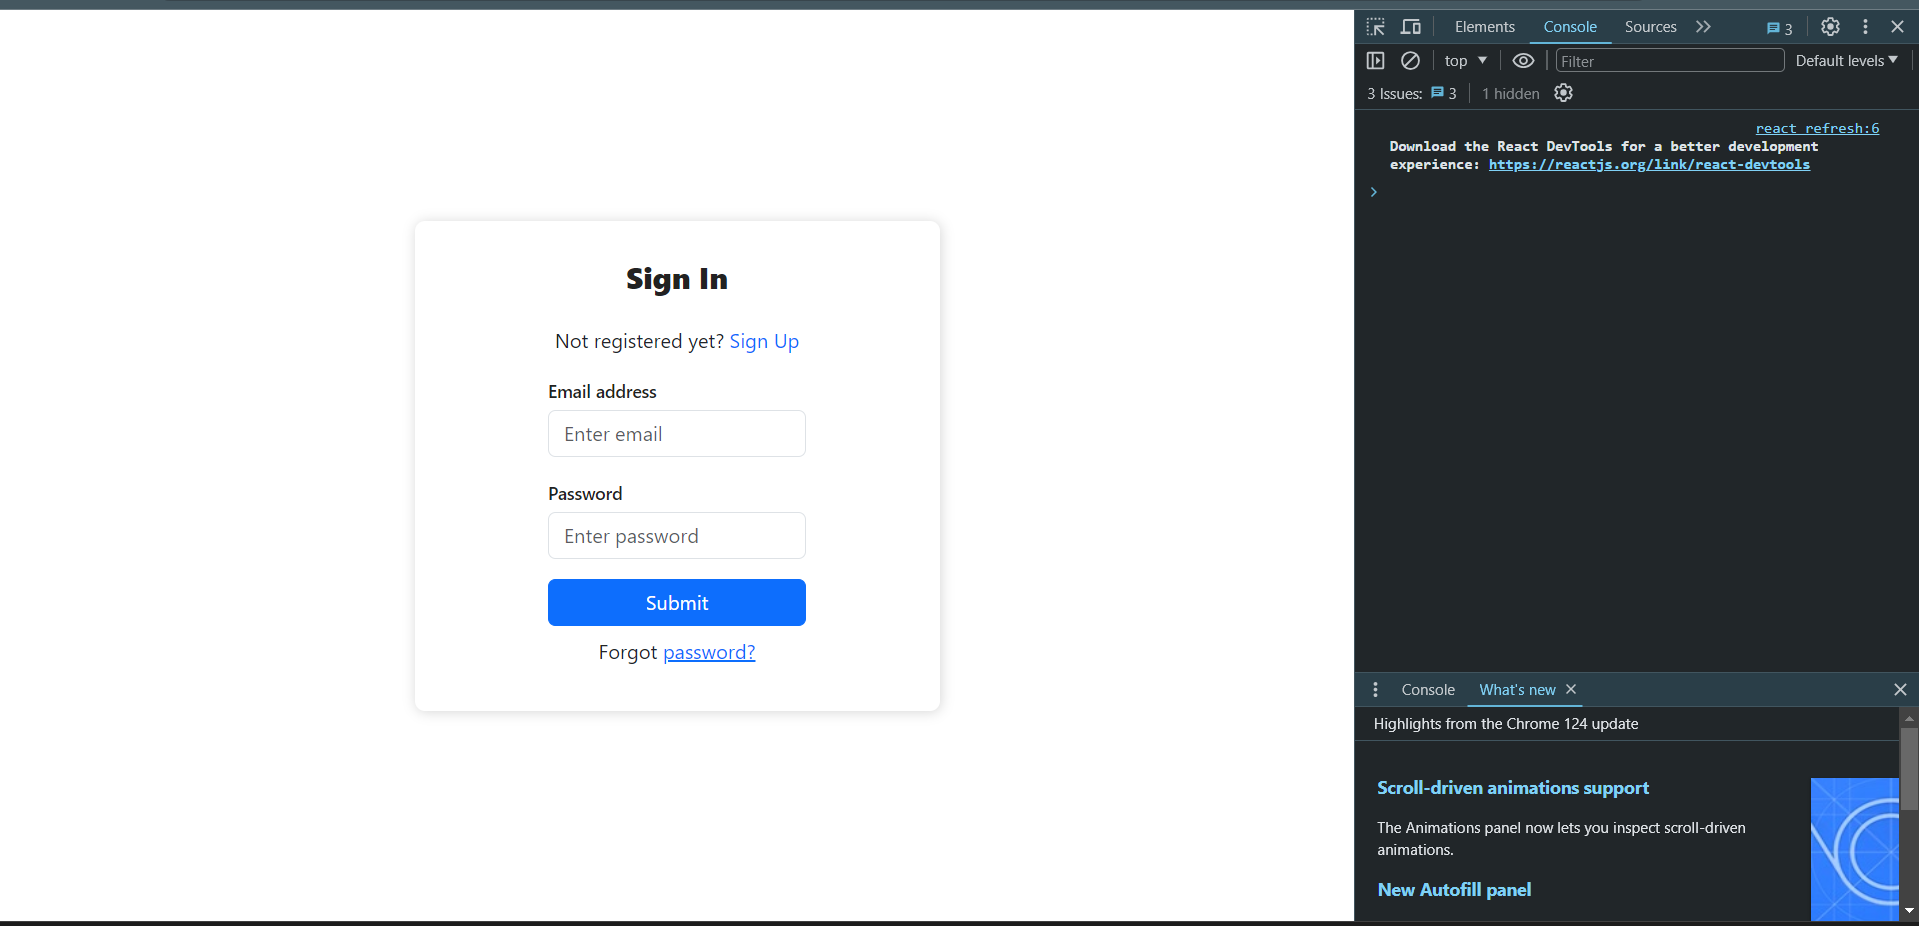 Sign In
Not registered yet? Sign Up
Email address
Enter email
Password
Enter password
Submit
Forgot password?
Elements Console Sources 3
top Filter Default levels
3 Issues: 3 1 hidden
react refresh:6
Download the React DevTools for a better development
experience: https://reactjs.org/link/react-devtools
Console What's new
Highlights from the Chrome 124 update
Scroll-driven animations support
The Animations panel now lets you inspect scroll-driven
animations.
New Autofill panel